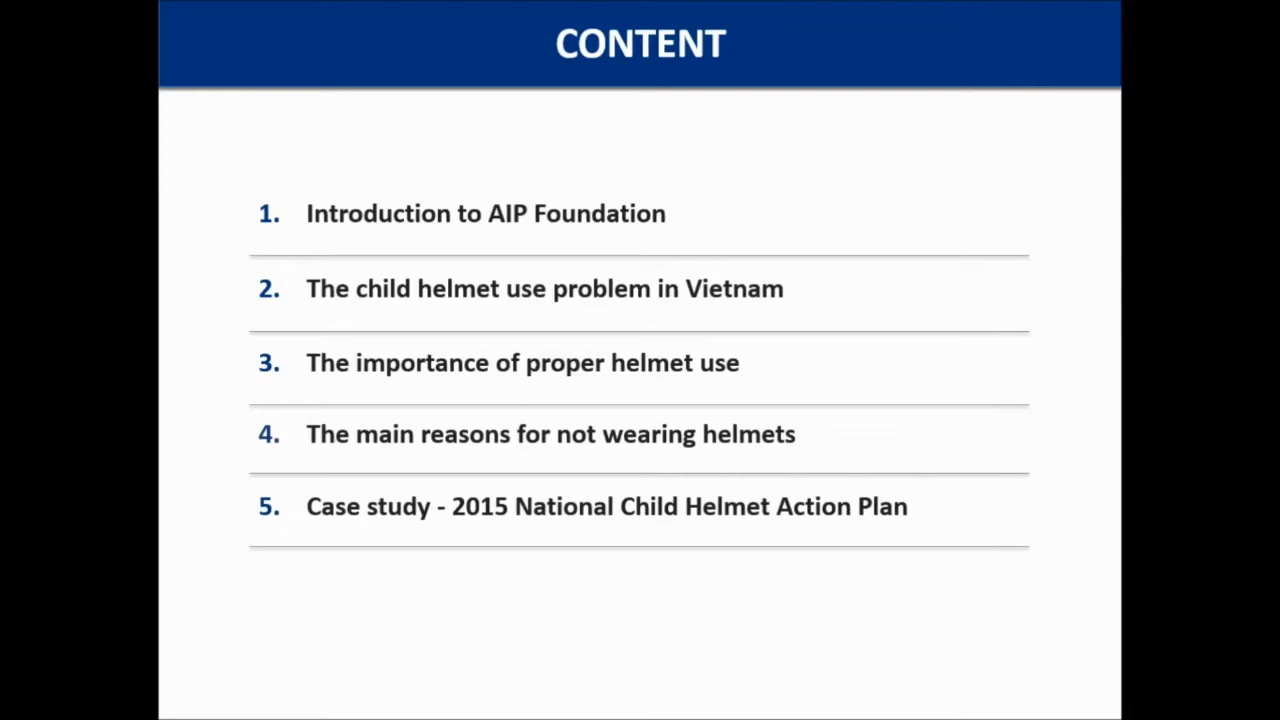 CONTENT
1. Introduction to AIP Foundation
2. The child helmet use problem in Vietnam
3. The importance of proper helmet use
4. The main reasons for not wearing helmets
5. Case study - 2015 National Child Helmet Action Plan